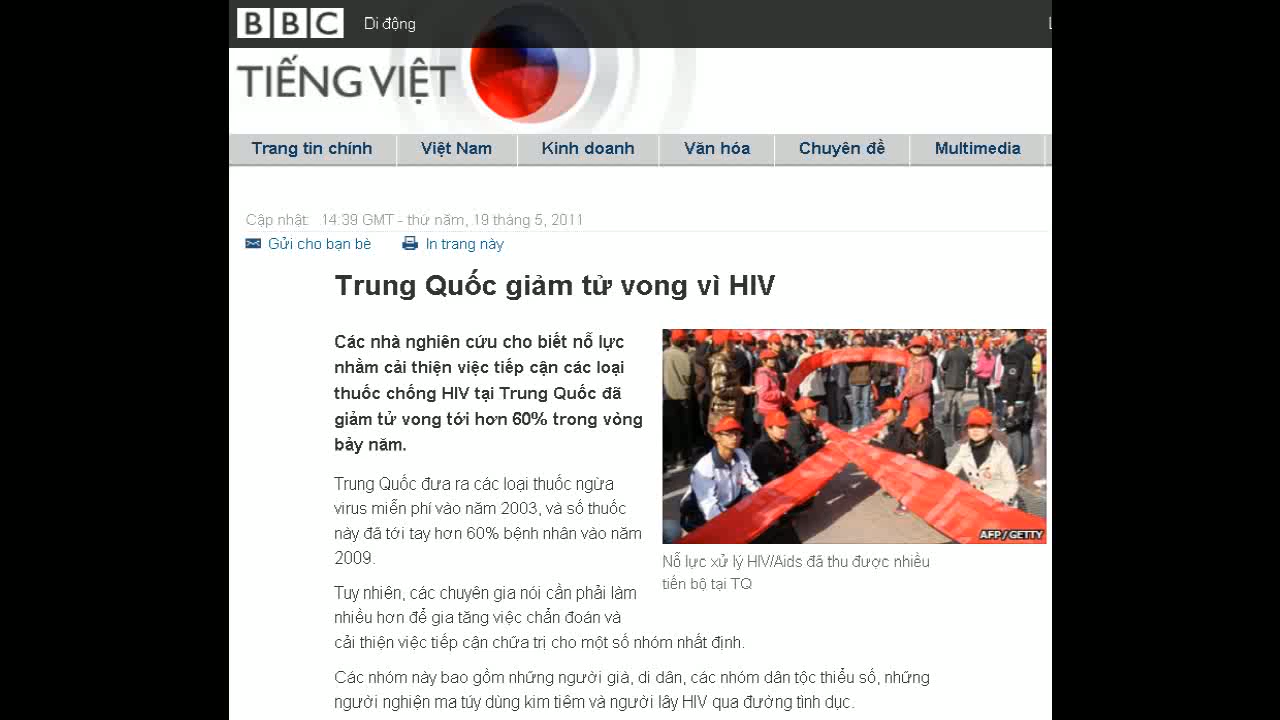 BBC Di động L
TIẾNG VIỆT
Trang tin chính Việt Nam Kinh doanh Văn hóa Chuyên đề Multimedia
Cập nhật: 14:39 GMT - thứ năm, 19 tháng 5, 2011
Gửi cho bạn bè In trang này
Trung Quốc giảm tử vong vì HIV
Các nhà nghiên cứu cho biết nỗ lực
nhằm cải thiện việc tiếp cận các loại
thuốc chống HIV tại Trung Quốc đã
giảm tử vong tới hơn 60% trong vòng
bảy năm.
Trung Quốc đưa ra các loại thuốc ngừa
virus miễn phí vào năm 2003, và số thuốc
này đã tới tay hơn 60% bệnh nhân vào năm
2009.
AFP/GETTY
Nỗ lực xử lý HIV/Aids đã thu được nhiều
tiến bộ tại TQ
Tuy nhiên, các chuyên gia nói cần phải làm
nhiều hơn để gia tăng việc chẩn đoán và
cải thiện việc tiếp cận chữa trị cho một số nhóm nhất định.
Các nhóm này bao gồm những người già, di dân, các nhóm dân tộc thiểu số, những
người nghiện ma túy dùng kim tiêm và người lây HIV qua đường tình dục.